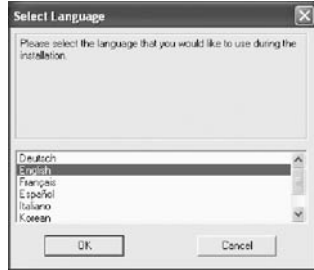 Select Language
Please select the language that you would like to use during the
installation.
Deutsch
English
Français
Español
Italiano
Korean
OK
Cancel